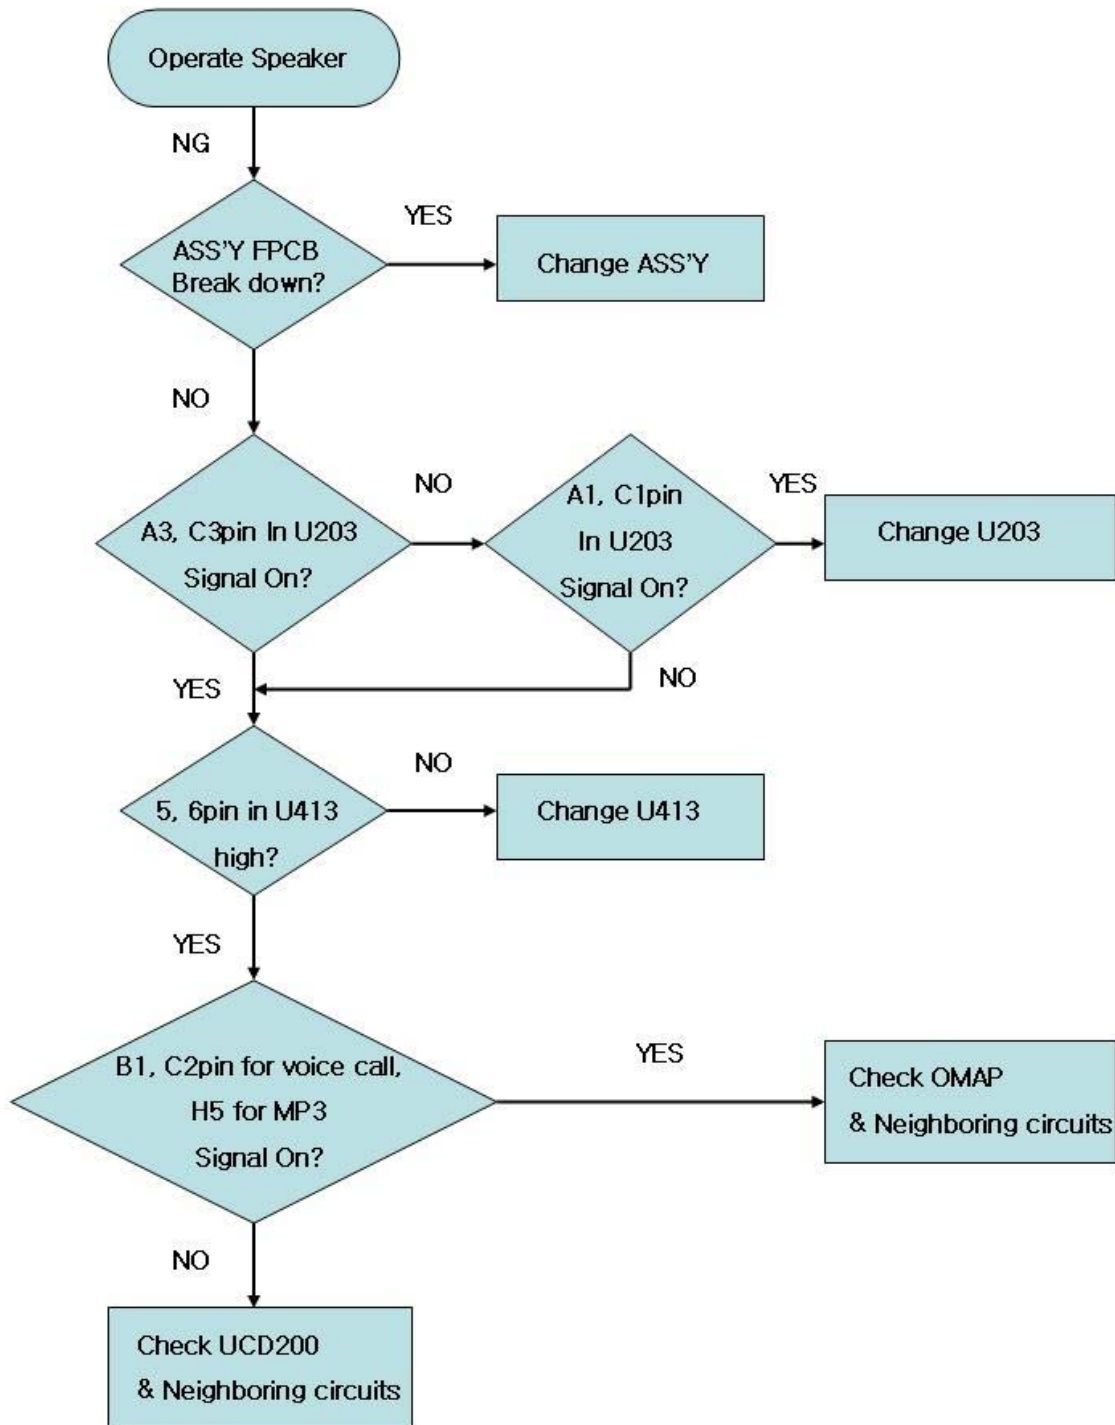 Operate Speaker
NG
ASS'Y FPCB
Break down?
YES
Change ASS'Y
NO
A3, C3pin In U203
Signal On?
NO
A1, C1pin
In U203
Signal On?
YES
Change U203
YES
NO
5, 6pin in U413
high?
NO
Change U413
YES
B1, C2pin for voice call,
H5 for MP3
Signal On?
YES
Check OMAP
& Neighboring circuits
NO
Check UCD200
& Neighboring circuits